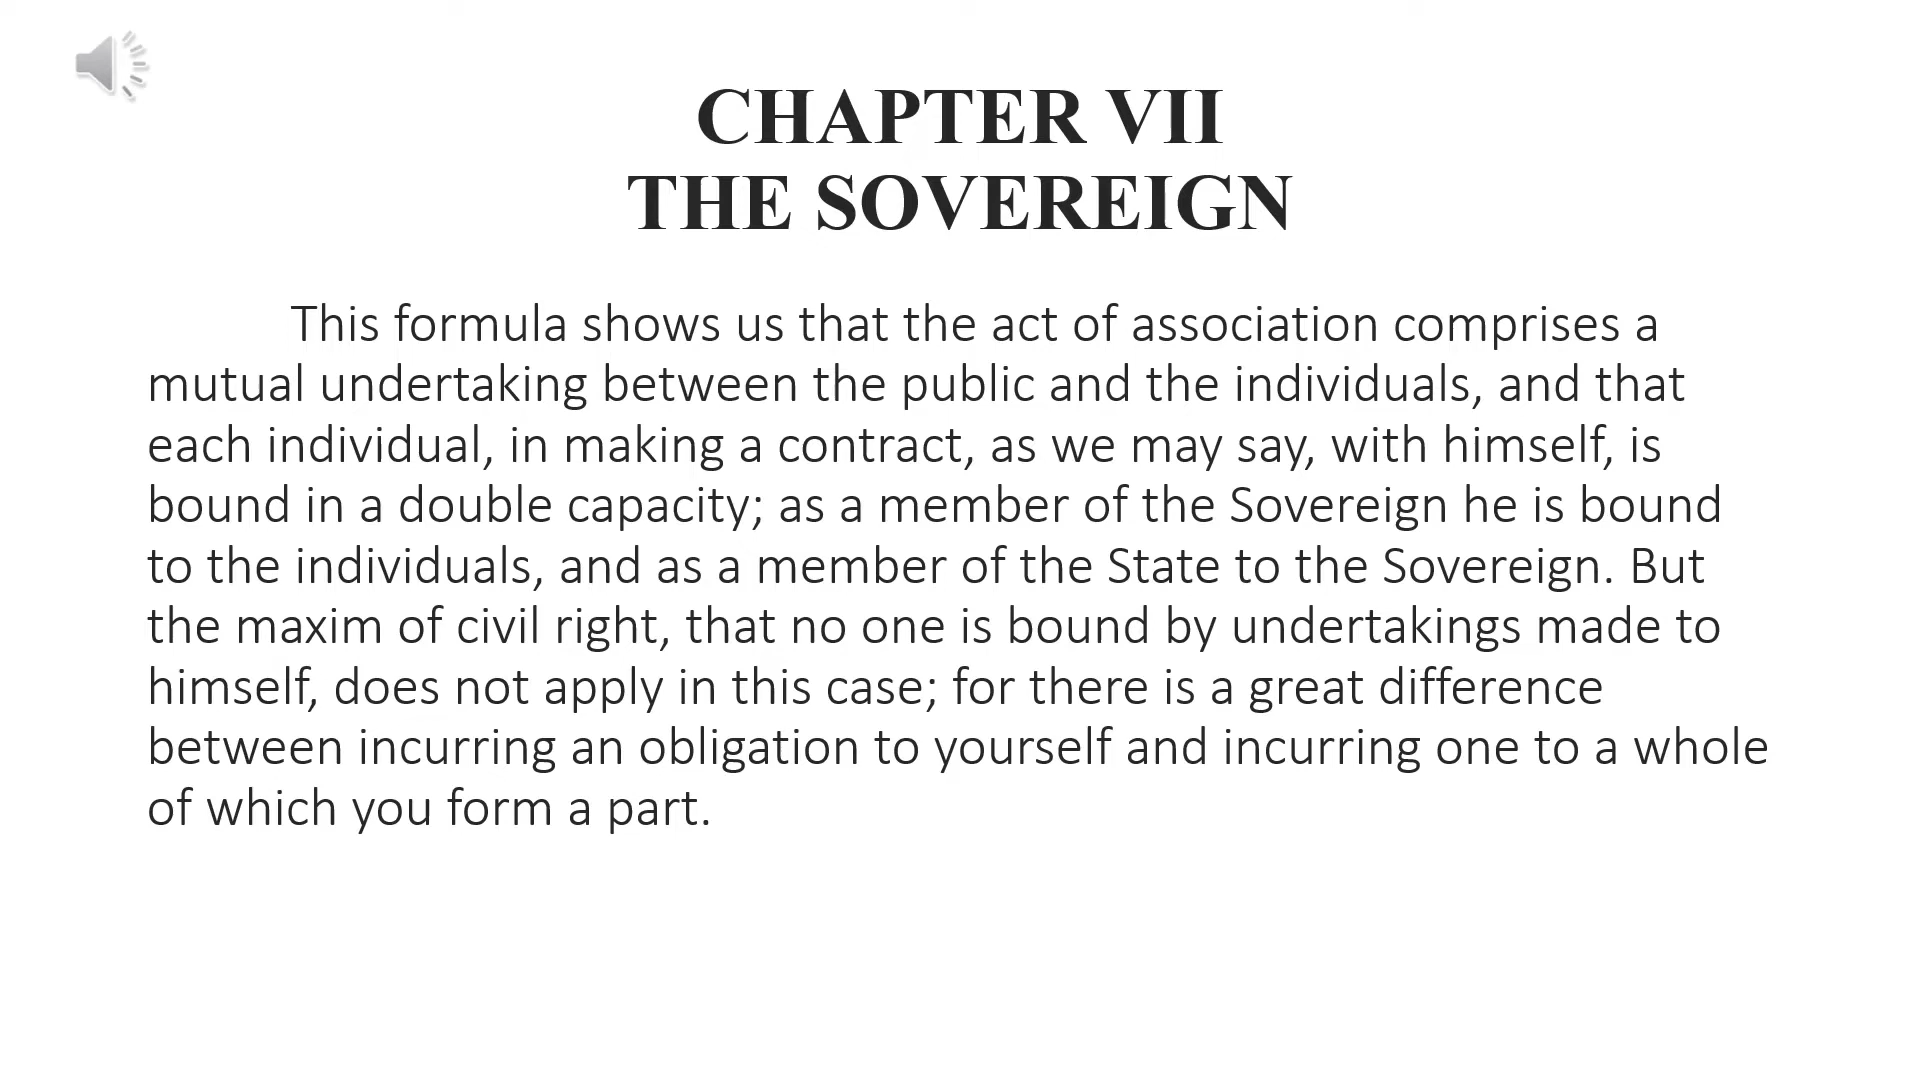 CHAPTER VII
THE SOVEREIGN
This formula shows us that the act of association comprises a
mutual undertaking between the public and the individuals, and that
each individual, in making a contract, as we may say, with himself, is
bound in a double capacity; as a member of the Sovereign he is bound
to the individuals, and as a member of the State to the Sovereign. But
the maxim of civil right, that no one is bound by undertakings made to
himself, does not apply in this case; for there is a great difference
between incurring an obligation to yourself and incurring one to a whole
of which you form a part.